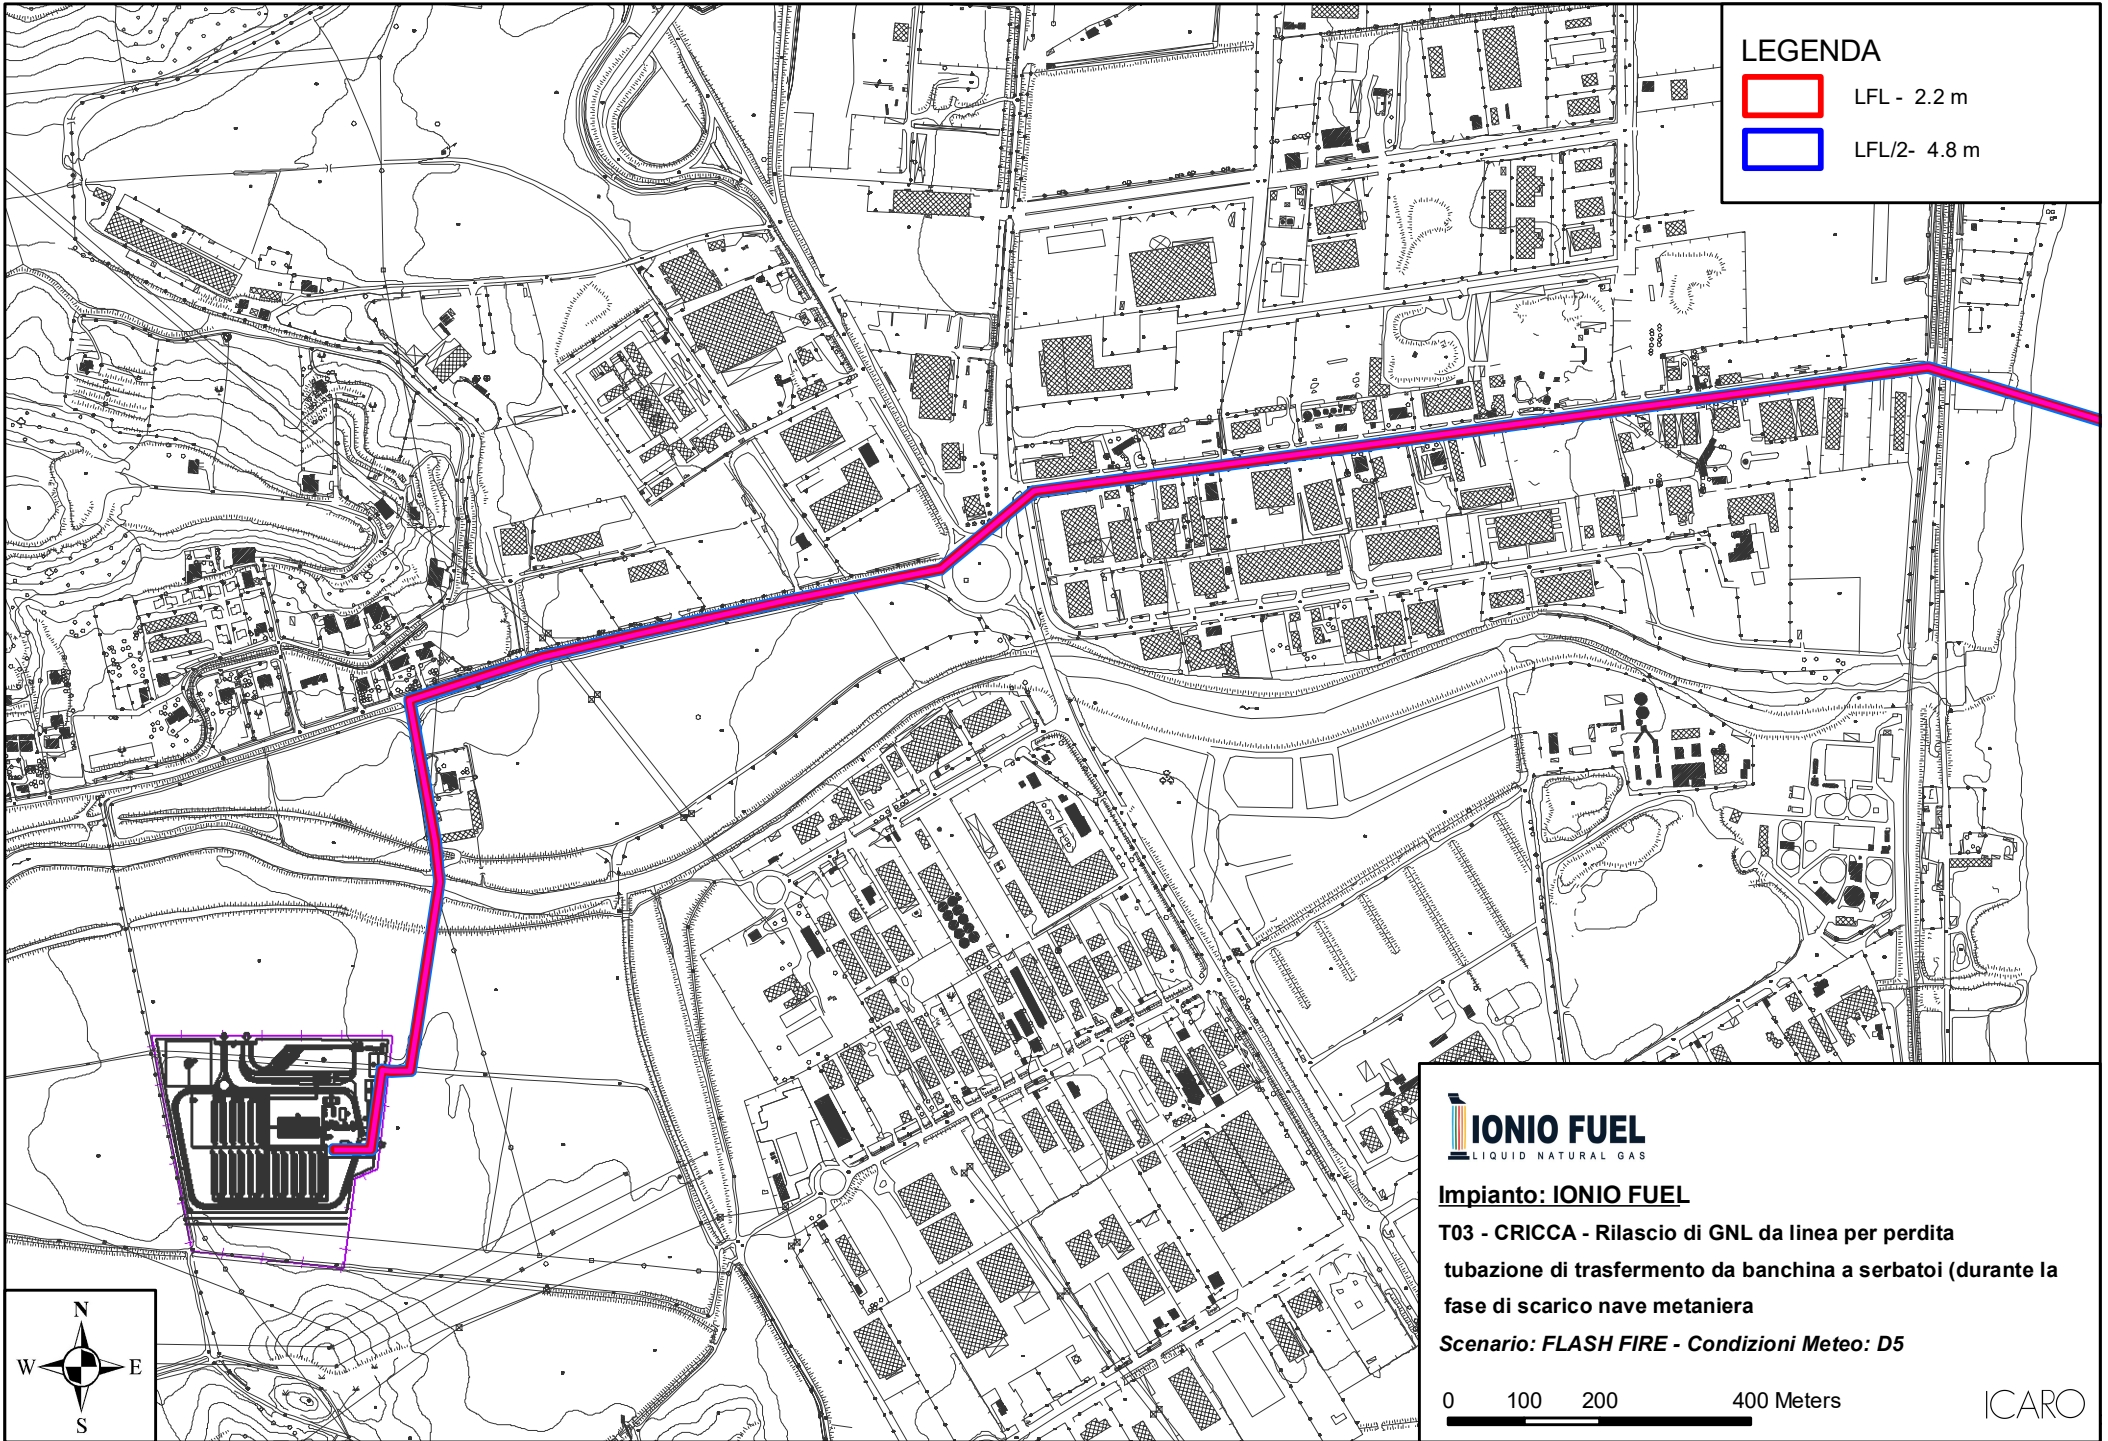 LEGENDA
LFL - 2.2 m
LFL/2- 4.8 m
IONIO FUEL
LIQUID NATURAL GAS
Impianto: IONIO FUEL
T03 - CRICCA - Rilascio di GNL da linea per perdita
tubazione di trasfermento da banchina a serbatoi (durante la
fase di scarico nave metaniera
Scenario: FLASH FIRE - Condizioni Meteo: D5
0 100 200 400 Meters
ICARO
N
W E
S